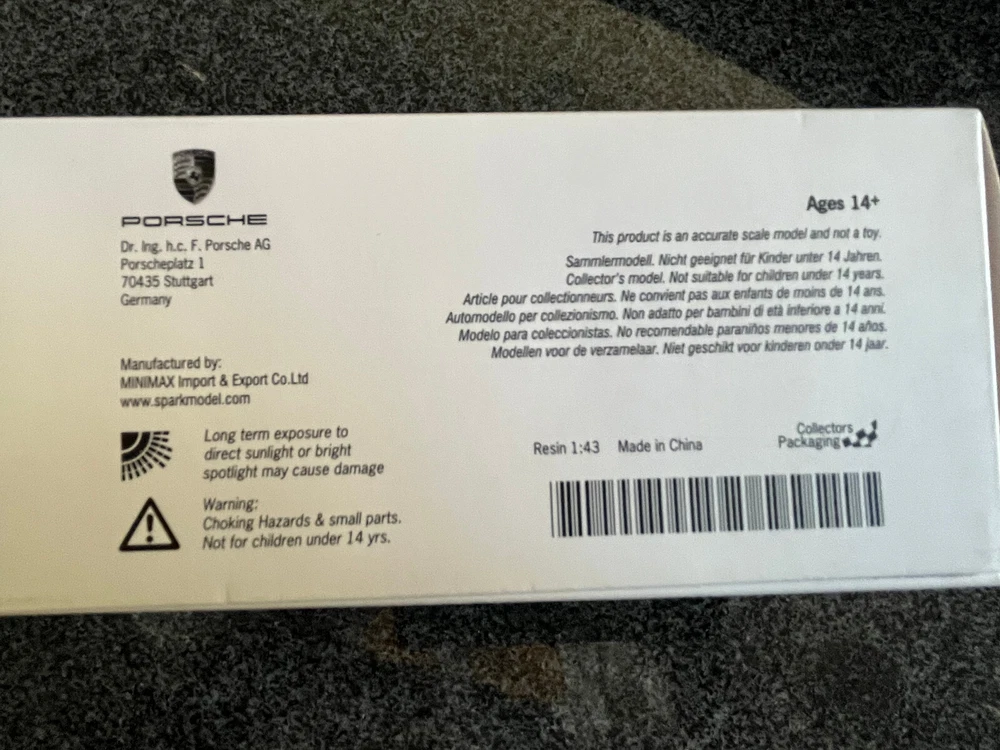 PORSCHE
Dr. Ing. h.c. F. Porsche AG
Porscheplatz 1
70435 Stuttgart
Germany
Manufactured by:
MINIMAX Import & Export Co.Ltd
www.sparkmodel.com
Long term exposure to
direct sunlight or bright
spotlight may cause damage
Warning:
Choking Hazards & small parts.
Not for children under 14 yrs.
Ages 14+
This product is an accurate scale model and not a toy.
Sammlermodell. Nicht geeignet für Kinder unter 14 Jahren.
Collector's model. Not suitable for children under 14 years.
Article pour collectionneurs. Ne convient pas aux enfants de moins de 14 ans.
Automodello per collezionismo. Non adatto per bambini di età inferiore a 14 anni.
Modelo para coleccionistas. No recomendable paraniños menores de 14 años.
Modellen voor de verzamelaar. Niet geschikt voor kinderen onder 14 jaar.
Resin 1:43 Made in China
Collectors
Packaging